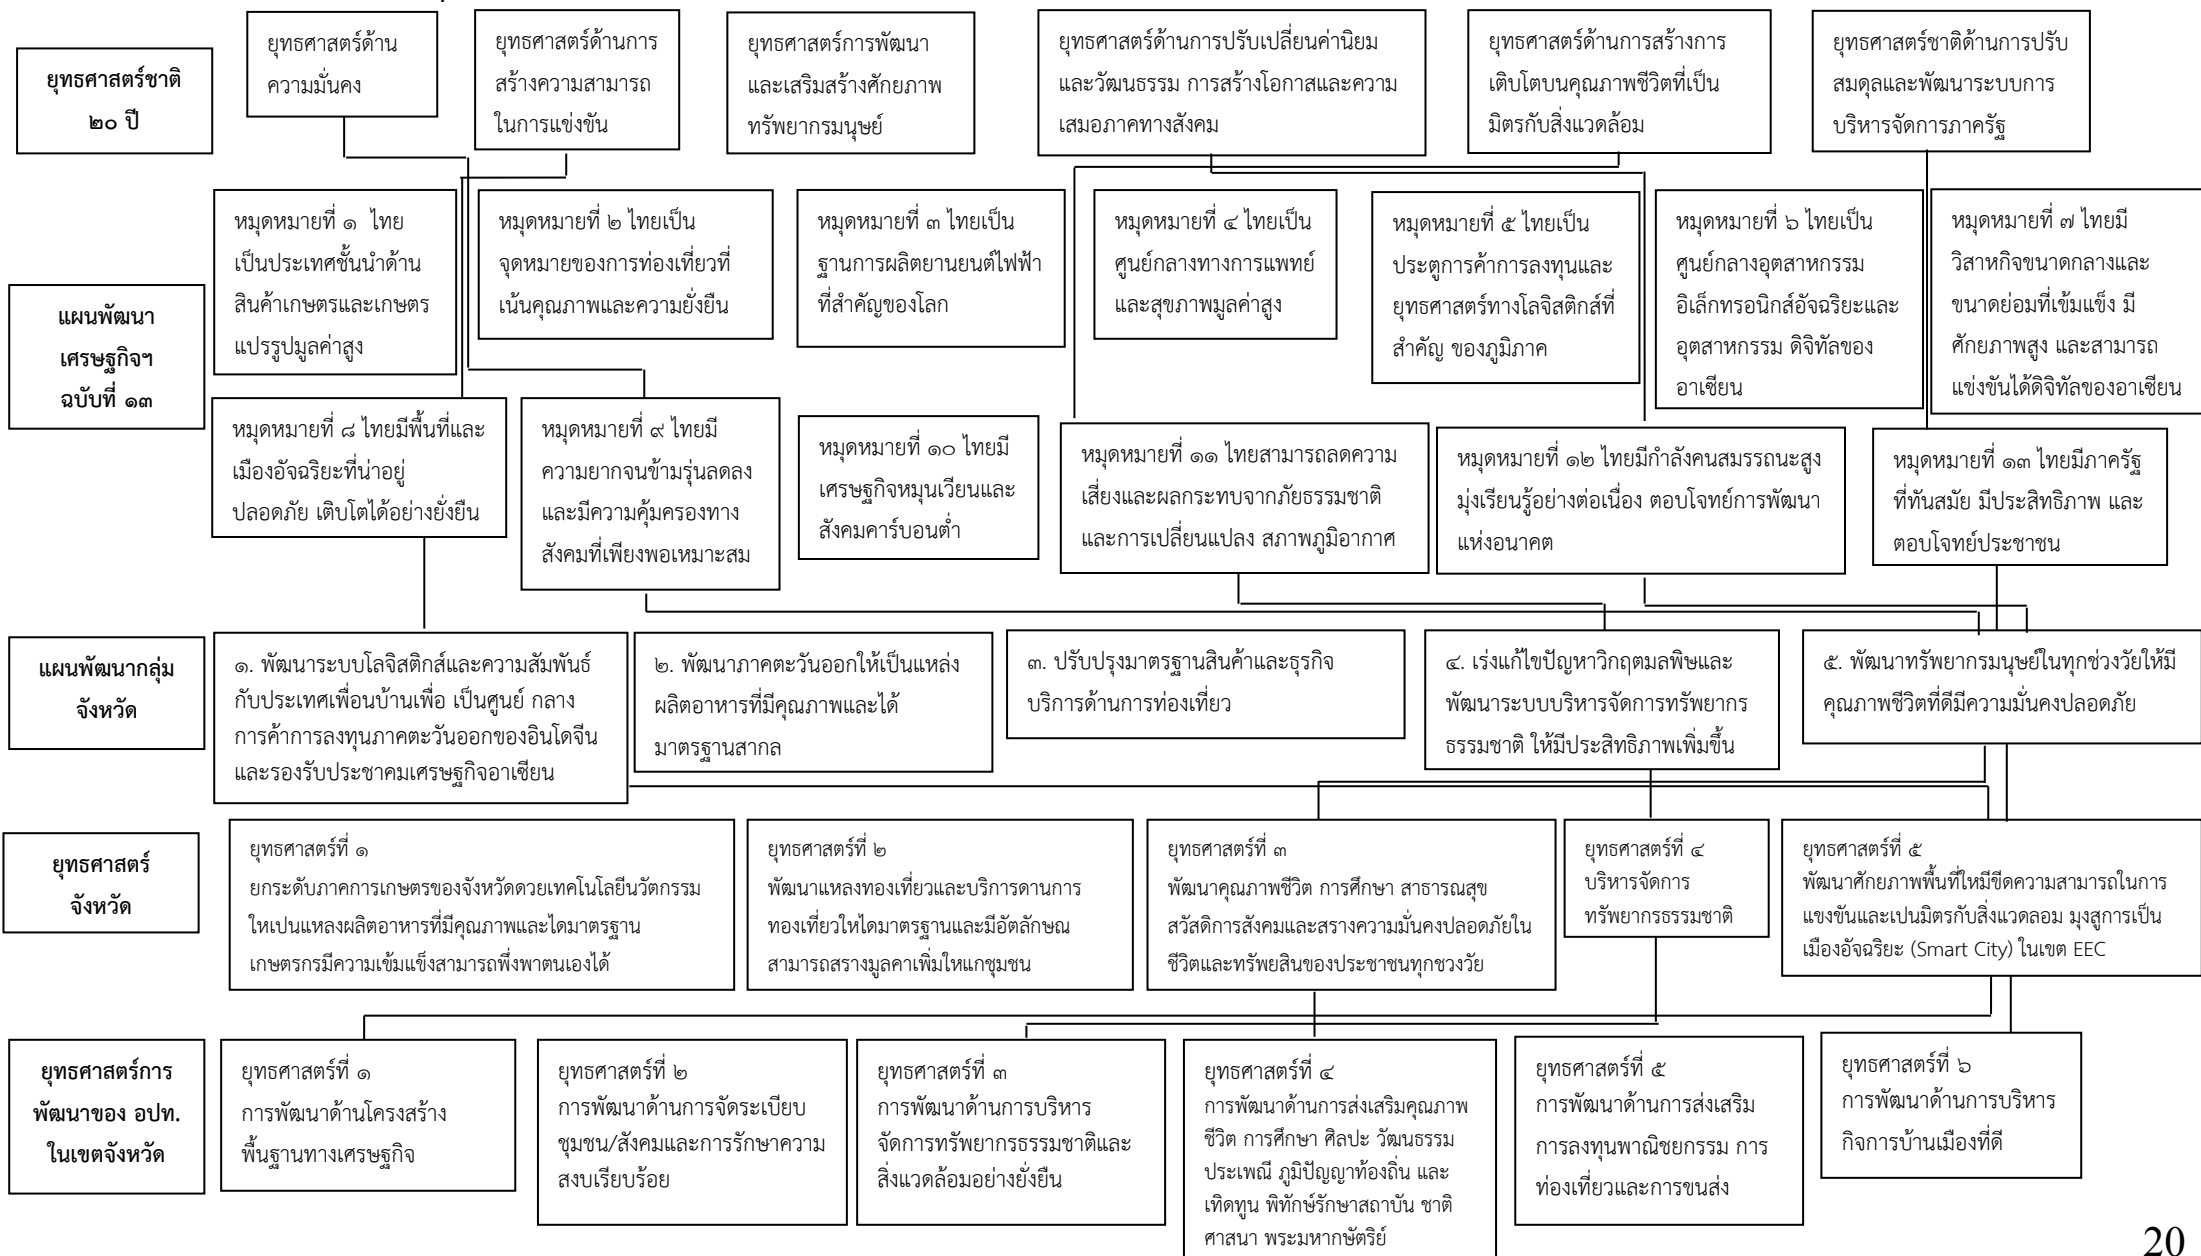 ยุทธศาสตร์ชาติ
๒๐ ปี
ยุทธศาสตร์ด้าน
ความมั่นคง
ยุทธศาสตร์ด้านการ
สร้างความสามารถ
ในการแข่งขัน
ยุทธศาสตร์การพัฒนา
และเสริมสร้างศักยภาพ
ทรัพยากรมนุษย์
ยุทธศาสตร์ด้านการปรับเปลี่ยนค่านิยม
และวัฒนธรรม การสร้างโอกาสและความ
เสมอภาคทางสังคม
ยุทธศาสตร์ด้านการสร้างการ
เติบโตบนคุณภาพชีวิตที่เป็น
มิตรกับสิ่งแวดล้อม
ยุทธศาสตร์ชาติด้านการปรับ
สมดุลและพัฒนาระบบการ
บริหารจัดการภาครัฐ
แผนพัฒนา
เศรษฐกิจฯ
ฉบับที่ ๑๓
หมุดหมายที่ ๑ ไทย
เป็นประเทศชั้นนำด้าน
สินค้าเกษตรและเกษตร
แปรรูปมูลค่าสูง
หมุดหมายที่ ๒ ไทยเป็น
จุดหมายของการท่องเที่ยวที่
เน้นคุณภาพและความยั่งยืน
หมุดหมายที่ ๓ ไทยเป็น
ฐานการผลิตยานยนต์ไฟฟ้า
ที่สำคัญของโลก
หมุดหมายที่ ๔ ไทยเป็น
ศูนย์กลางทางการแพทย์
และสุขภาพมูลค่าสูง
หมุดหมายที่ ๕ ไทยเป็น
ประตูการค้าการลงทุนและ
ยุทธศาสตร์ทางโลจิสติกส์ที่
สำคัญ ของภูมิภาค
หมุดหมายที่ ๖ ไทยเป็น
ศูนย์กลางอุตสาหกรรม
อิเล็กทรอนิกส์อัจฉริยะและ
อุตสาหกรรม ดิจิทัลของ
อาเซียน
หมุดหมายที่ ๗ ไทยมี
วิสาหกิจขนาดกลางและ
ขนาดย่อมที่เข้มแข็ง มี
ศักยภาพสูง และสามารถ
แข่งขันได้ดิจิทัลของอาเซียน
หมุดหมายที่ ๘ ไทยมีพื้นที่และ
เมืองอัจฉริยะที่น่าอยู่
ปลอดภัย เติบโตได้อย่างยั่งยืน
หมุดหมายที่ ๙ ไทยมี
ความยากจนข้ามรุ่นลดลง
และมีความคุ้มครองทาง
สังคมที่เพียงพอเหมาะสม
หมุดหมายที่ ๑๐ ไทยมี
เศรษฐกิจหมุนเวียนและ
สังคมคาร์บอนต่ำ
หมุดหมายที่ ๑๑ ไทยสามารถลดความ
เสี่ยงและผลกระทบจากภัยธรรมชาติ
และการเปลี่ยนแปลง สภาพภูมิอากาศ
หมุดหมายที่ ๑๒ ไทยมีกำลังคนสมรรถนะสูง
มุ่งเรียนรู้อย่างต่อเนื่อง ตอบโจทย์การพัฒนา
แห่งอนาคต
หมุดหมายที่ ๑๓ ไทยมีภาครัฐ
ที่ทันสมัย มีประสิทธิภาพ และ
ตอบโจทย์ประชาชน
แผนพัฒนากลุ่ม
จังหวัด
๑. พัฒนาระบบโลจิสติกส์และความสัมพันธ์
กับประเทศเพื่อนบ้านเพื่อ เป็นศูนย์ กลาง
การค้าการลงทุนภาคตะวันออกของอินโดจีน
และรองรับประชาคมเศรษฐกิจอาเซียน
๒. พัฒนาภาคตะวันออกให้เป็นแหล่ง
ผลิตอาหารที่มีคุณภาพและได้
มาตรฐานสากล
๓. ปรับปรุงมาตรฐานสินค้าและธุรกิจ
บริการด้านการท่องเที่ยว
๔. เร่งแก้ไขปัญหาวิกฤตมลพิษและ
พัฒนาระบบบริหารจัดการทรัพยากร
ธรรมชาติ ให้มีประสิทธิภาพเพิ่มขึ้น
๕. พัฒนาทรัพยากรมนุษย์ในทุกช่วงวัยให้มี
คุณภาพชีวิตที่ดีมีความมั่นคงปลอดภัย
ยุทธศาสตร์
จังหวัด
ยุทธศาสตร์ที่ ๑
ยกระดับภาคการเกษตรของจังหวัดดวยเทคโนโลยีนวัตกรรม
ใหเปนแหลงผลิตอาหารที่มีคุณภาพและไดมาตรฐาน
เกษตรกรมีความเข้มแข็งสามารถพึ่งพาตนเองได้
ยุทธศาสตร์ที่ ๒
พัฒนาแหลงทองเที่ยวและบริการดานการ
ทองเที่ยวใหไดมาตรฐานและมีอัตลักษณ
สามารถสรางมูลคาเพิ่มใหแกชุมชน
ยุทธศาสตร์ที่ ๓
พัฒนาคุณภาพชีวิต การศึกษา สาธารณสุข
สวัสดิการสังคมและสรางความมั่นคงปลอดภัยใน
ชีวิตและทรัพยสินของประชาชนทุกชวงวัย
ยุทธศาสตร์ที่ ๔
บริหารจัดการ
ทรัพยากรธรรมชาติ
ยุทธศาสตร์ที่ ๕
พัฒนาศักยภาพพื้นที่ใหมีขีดความสามารถในการ
แขงขันและเปนมิตรกับสิ่งแวดลอม มุงสูการเป็น
เมืองอัจฉริยะ (Smart City) ในเขต EEC
ยุทธศาสตร์การ
พัฒนาของ อปท.
ในเขตจังหวัด
ยุทธศาสตร์ที่ ๑
การพัฒนาด้านโครงสร้าง
พื้นฐานทางเศรษฐกิจ
ยุทธศาสตร์ที่ ๒
การพัฒนาด้านการจัดระเบียบ
ชุมชน/สังคมและการรักษาความ
สงบเรียบร้อย
ยุทธศาสตร์ที่ ๓
การพัฒนาด้านการบริหาร
จัดการทรัพยากรธรรมชาติและ
สิ่งแวดล้อมอย่างยั่งยืน
ยุทธศาสตร์ที่ ๔
การพัฒนาด้านการส่งเสริมคุณภาพ
ชีวิต การศึกษา ศิลปะ วัฒนธรรม
ประเพณี ภูมิปัญญาท้องถิ่น และ
เทิดทูน พิทักษ์รักษาสถาบัน ชาติ
ศาสนา พระมหากษัตริย์
ยุทธศาสตร์ที่ ๕
การพัฒนาด้านการส่งเสริม
การลงทุนพาณิชยกรรม การ
ท่องเที่ยวและการขนส่ง
ยุทธศาสตร์ที่ ๖
การพัฒนาด้านการบริหาร
กิจการบ้านเมืองที่ดี
20